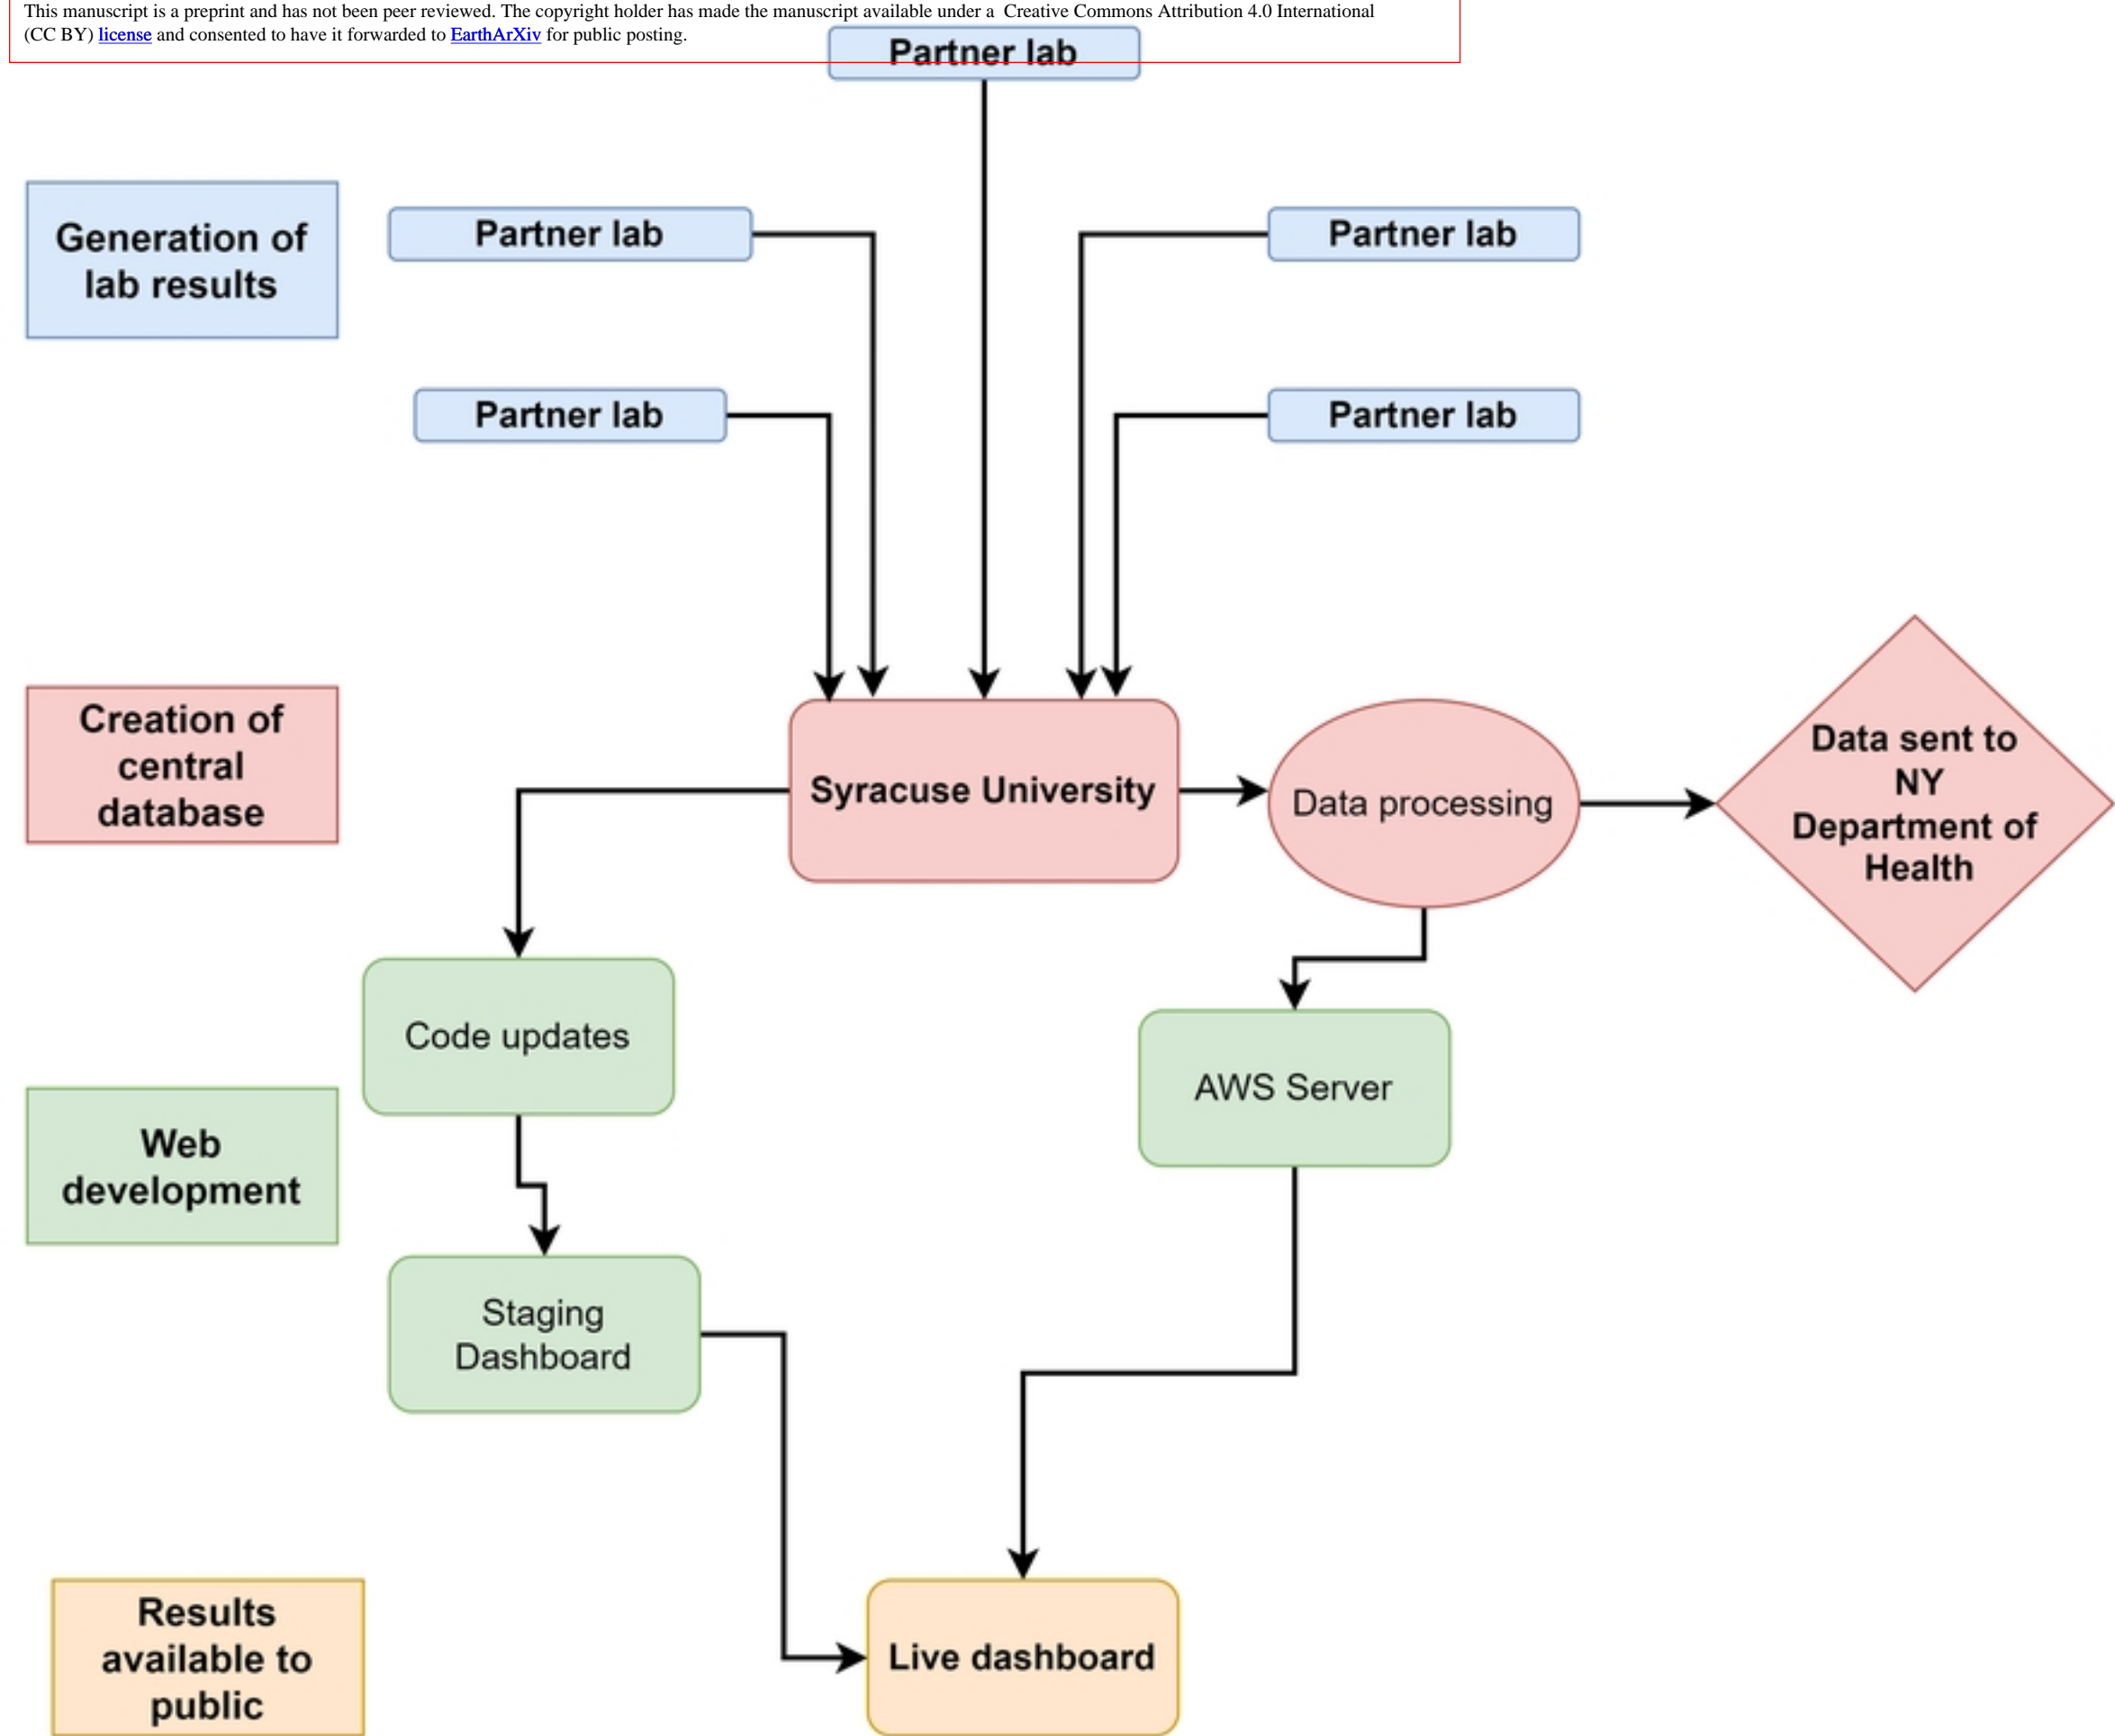 This manuscript is a preprint and has not been peer reviewed. The copyright holder has made the manuscript available under a Creative Commons Attribution 4.0 International
(CC BY) license and consented to have it forwarded to EarthArXiv for public posting.
Partner lab
Generation of
lab results
Partner lab
Partner lab
Partner lab
Partner lab
Creation of
central
database
Syracuse University
Data processing
Data sent to
NY
Department of
Health
Code updates
AWS Server
Web
development
Staging
Dashboard
Results
available to
public
Live dashboard